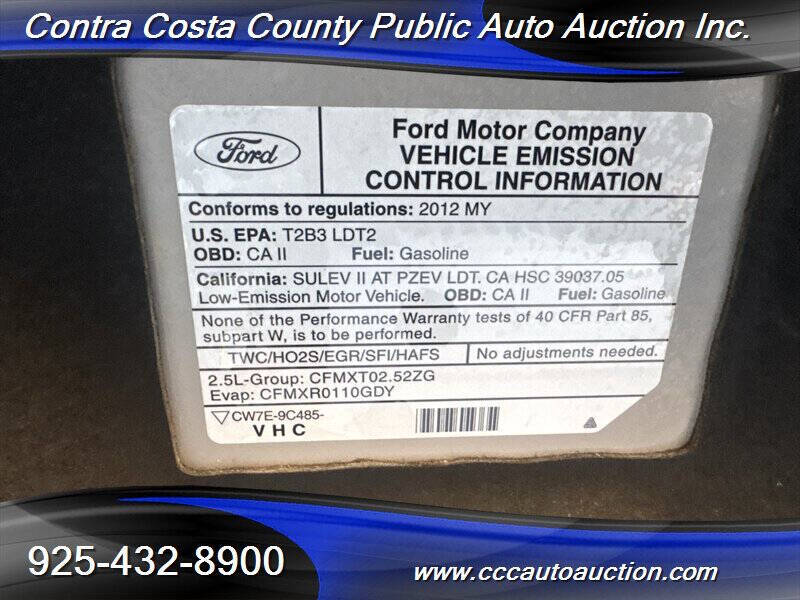 Contra Costa County Public Auto Auction Inc.
Ford
Ford Motor Company
VEHICLE EMISSION
CONTROL INFORMATION
Conforms to regulations: 2012 MY
U.S. EPA: T2B3 LDT2
OBD: CA II Fuel: Gasoline
California: SULEV II AT PZEV LDT. CA HSC 39037.05
Low-Emission Motor Vehicle. OBD: CA II Fuel: Gasoline
None of the Performance Warranty tests of 40 CFR Part 85,
subpart W, is to be performed.
TWC/HO2S/EGR/SFI/HAFS No adjustments needed.
2.5L-Group: CFMXT02.52ZG
Evap: CFMXR0110GDY
CW7E-9C485-
VHC
925-432-8900
www.cccautoauction.com